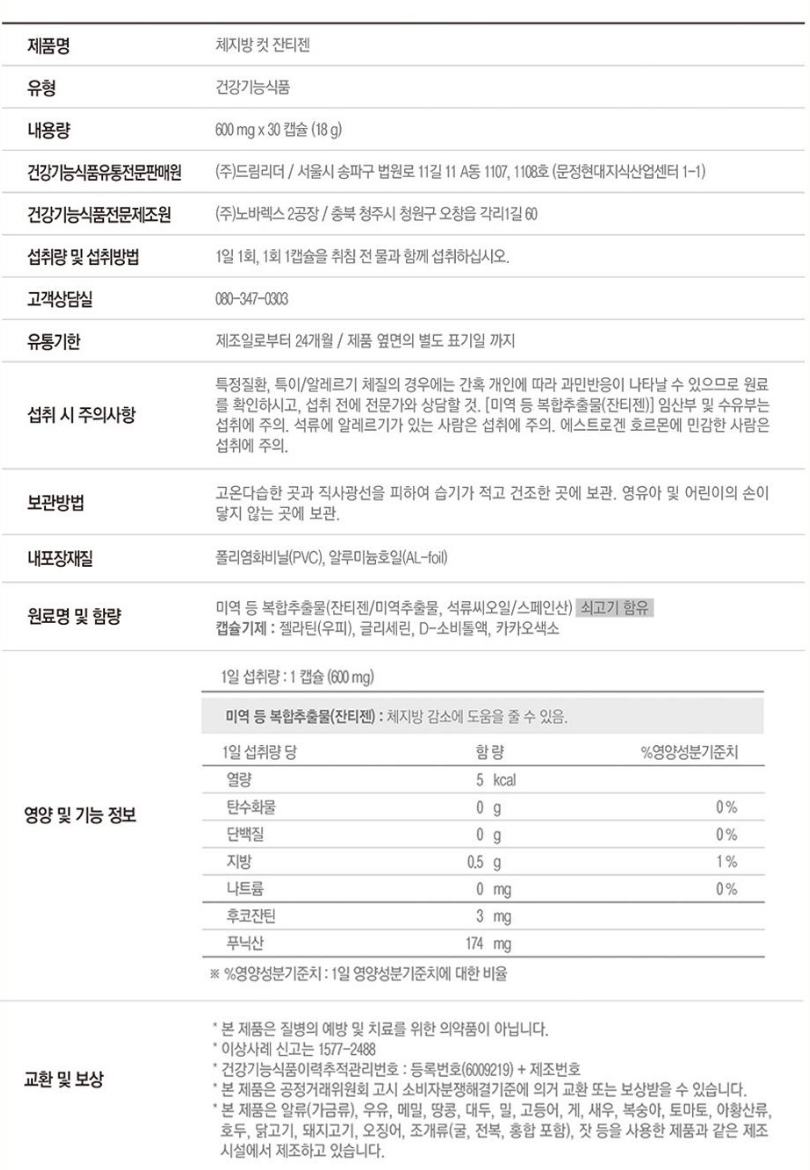 제품명 체지방 컷 잔티젠
유형 건강기능식품
내용량 600 mg x 30 캡슐 (18 g)
건강기능식품유통전문판매원 (주)드림리더 / 서울시 송파구 법원로 11길 11 A동 1107, 1108호 (문정현대지식산업센터 1-1)
건강기능식품전문제조원 (주)노바렉스 2공장 / 충북 청주시 청원구 오창읍 각리1길 60
섭취량 및 섭취방법 1일 1회, 1회 1캡슐을 취침 전 물과 함께 섭취하십시오.
고객상담실 080-347-0303
유통기한 제조일로부터 24개월 / 제품 옆면의 별도 표기일 까지
섭취 시 주의사항
특정질환, 특이/알레르기 체질의 경우에는 간혹 개인에 따라 과민반응이 나타날 수 있으므로 원료
를 확인하시고, 섭취 전에 전문가와 상담할 것. [미역 등 복합추출물(잔티젠)] 임산부 및 수유부는
섭취에 주의. 석류에 알레르기가 있는 사람은 섭취에 주의. 에스트로겐 호르몬에 민감한 사람은
섭취에 주의.
보관방법
고온다습한 곳과 직사광선을 피하여 습기가 적고 건조한 곳에 보관. 영유아 및 어린이의 손이
닿지 않는 곳에 보관.
내포장재질 폴리염화비닐(PVC), 알루미늄호일(AL-foil)
원료명 및 함량
미역 등 복합추출물(잔티젠/미역추출물, 석류씨오일/스페인산) 쇠고기 함유
캡슐기제 : 젤라틴(우피), 글리세린, D-소비톨액, 카카오색소
영양 및 기능 정보
1일 섭취량 : 1 캡슐 (600 mg)
미역 등 복합추출물(잔티젠) : 체지방 감소에 도움을 줄 수 있음.
1일 섭취량 당 함 량 %영양성분기준치
열량 5 kcal
탄수화물 0 g 0 %
단백질 0 g 0 %
지방 0.5 g 1 %
나트륨 0 mg 0 %
후코잔틴 3 mg
푸닉산 174 mg
※ %영양성분기준치 : 1일 영양성분기준치에 대한 비율
교환 및 보상
* 본 제품은 질병의 예방 및 치료를 위한 의약품이 아닙니다.
* 이상사례 신고는 1577-2488
* 건강기능식품이력추적관리번호 : 등록번호(6009219) + 제조번호
* 본 제품은 공정거래위원회 고시 소비자분쟁해결기준에 의거 교환 또는 보상받을 수 있습니다.
* 본 제품은 알류(가금류), 우유, 메밀, 땅콩, 대두, 밀, 고등어, 게, 새우, 복숭아, 토마토, 아황산류,
호두, 닭고기, 돼지고기, 오징어, 조개류(굴, 전복, 홍합 포함), 잣 등을 사용한 제품과 같은 제조
시설에서 제조하고 있습니다.